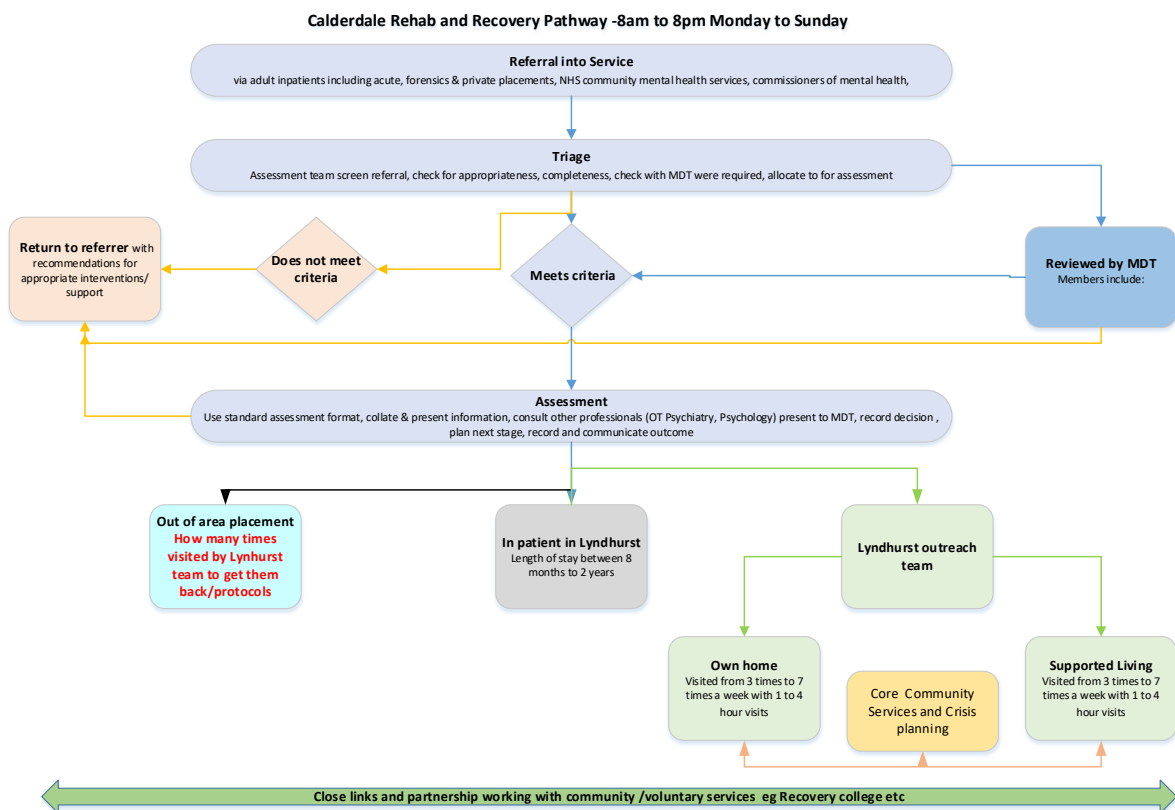 Calderdale Rehab and Recovery Pathway -8am to 8pm Monday to Sunday
Referral into Service
via adult inpatients including acute, forensics & private placements, NHS community mental health services, commissioners of mental health,
Triage
Assessment team screen referral, check for appropriateness, completeness, check with MDT were required, allocate to for assessment
Return to referrer with
recommendations for
appropriate interventions/
support
Does not meet
criteria
Meets criteria
Reviewed by MDT
Members include:
Assessment
Use standard assessment format, collate & present information, consult other professionals (OT Psychiatry, Psychology) present to MDT, record decision ,
plan next stage, record and communicate outcome
Out of area placement
How many times
visited by Lynhurst
team to get them
back/protocols
In patient in Lyndhurst
Length of stay between 8
months to 2 years
Lyndhurst outreach
team
Own home
Visited from 3 times to 7
times a week with 1 to 4
hour visits
Core Community
Services and Crisis
planning
Supported Living
Visited from 3 times to 7
times a week with 1 to 4
hour visits
Close links and partnership working with community /voluntary services eg Recovery college etc